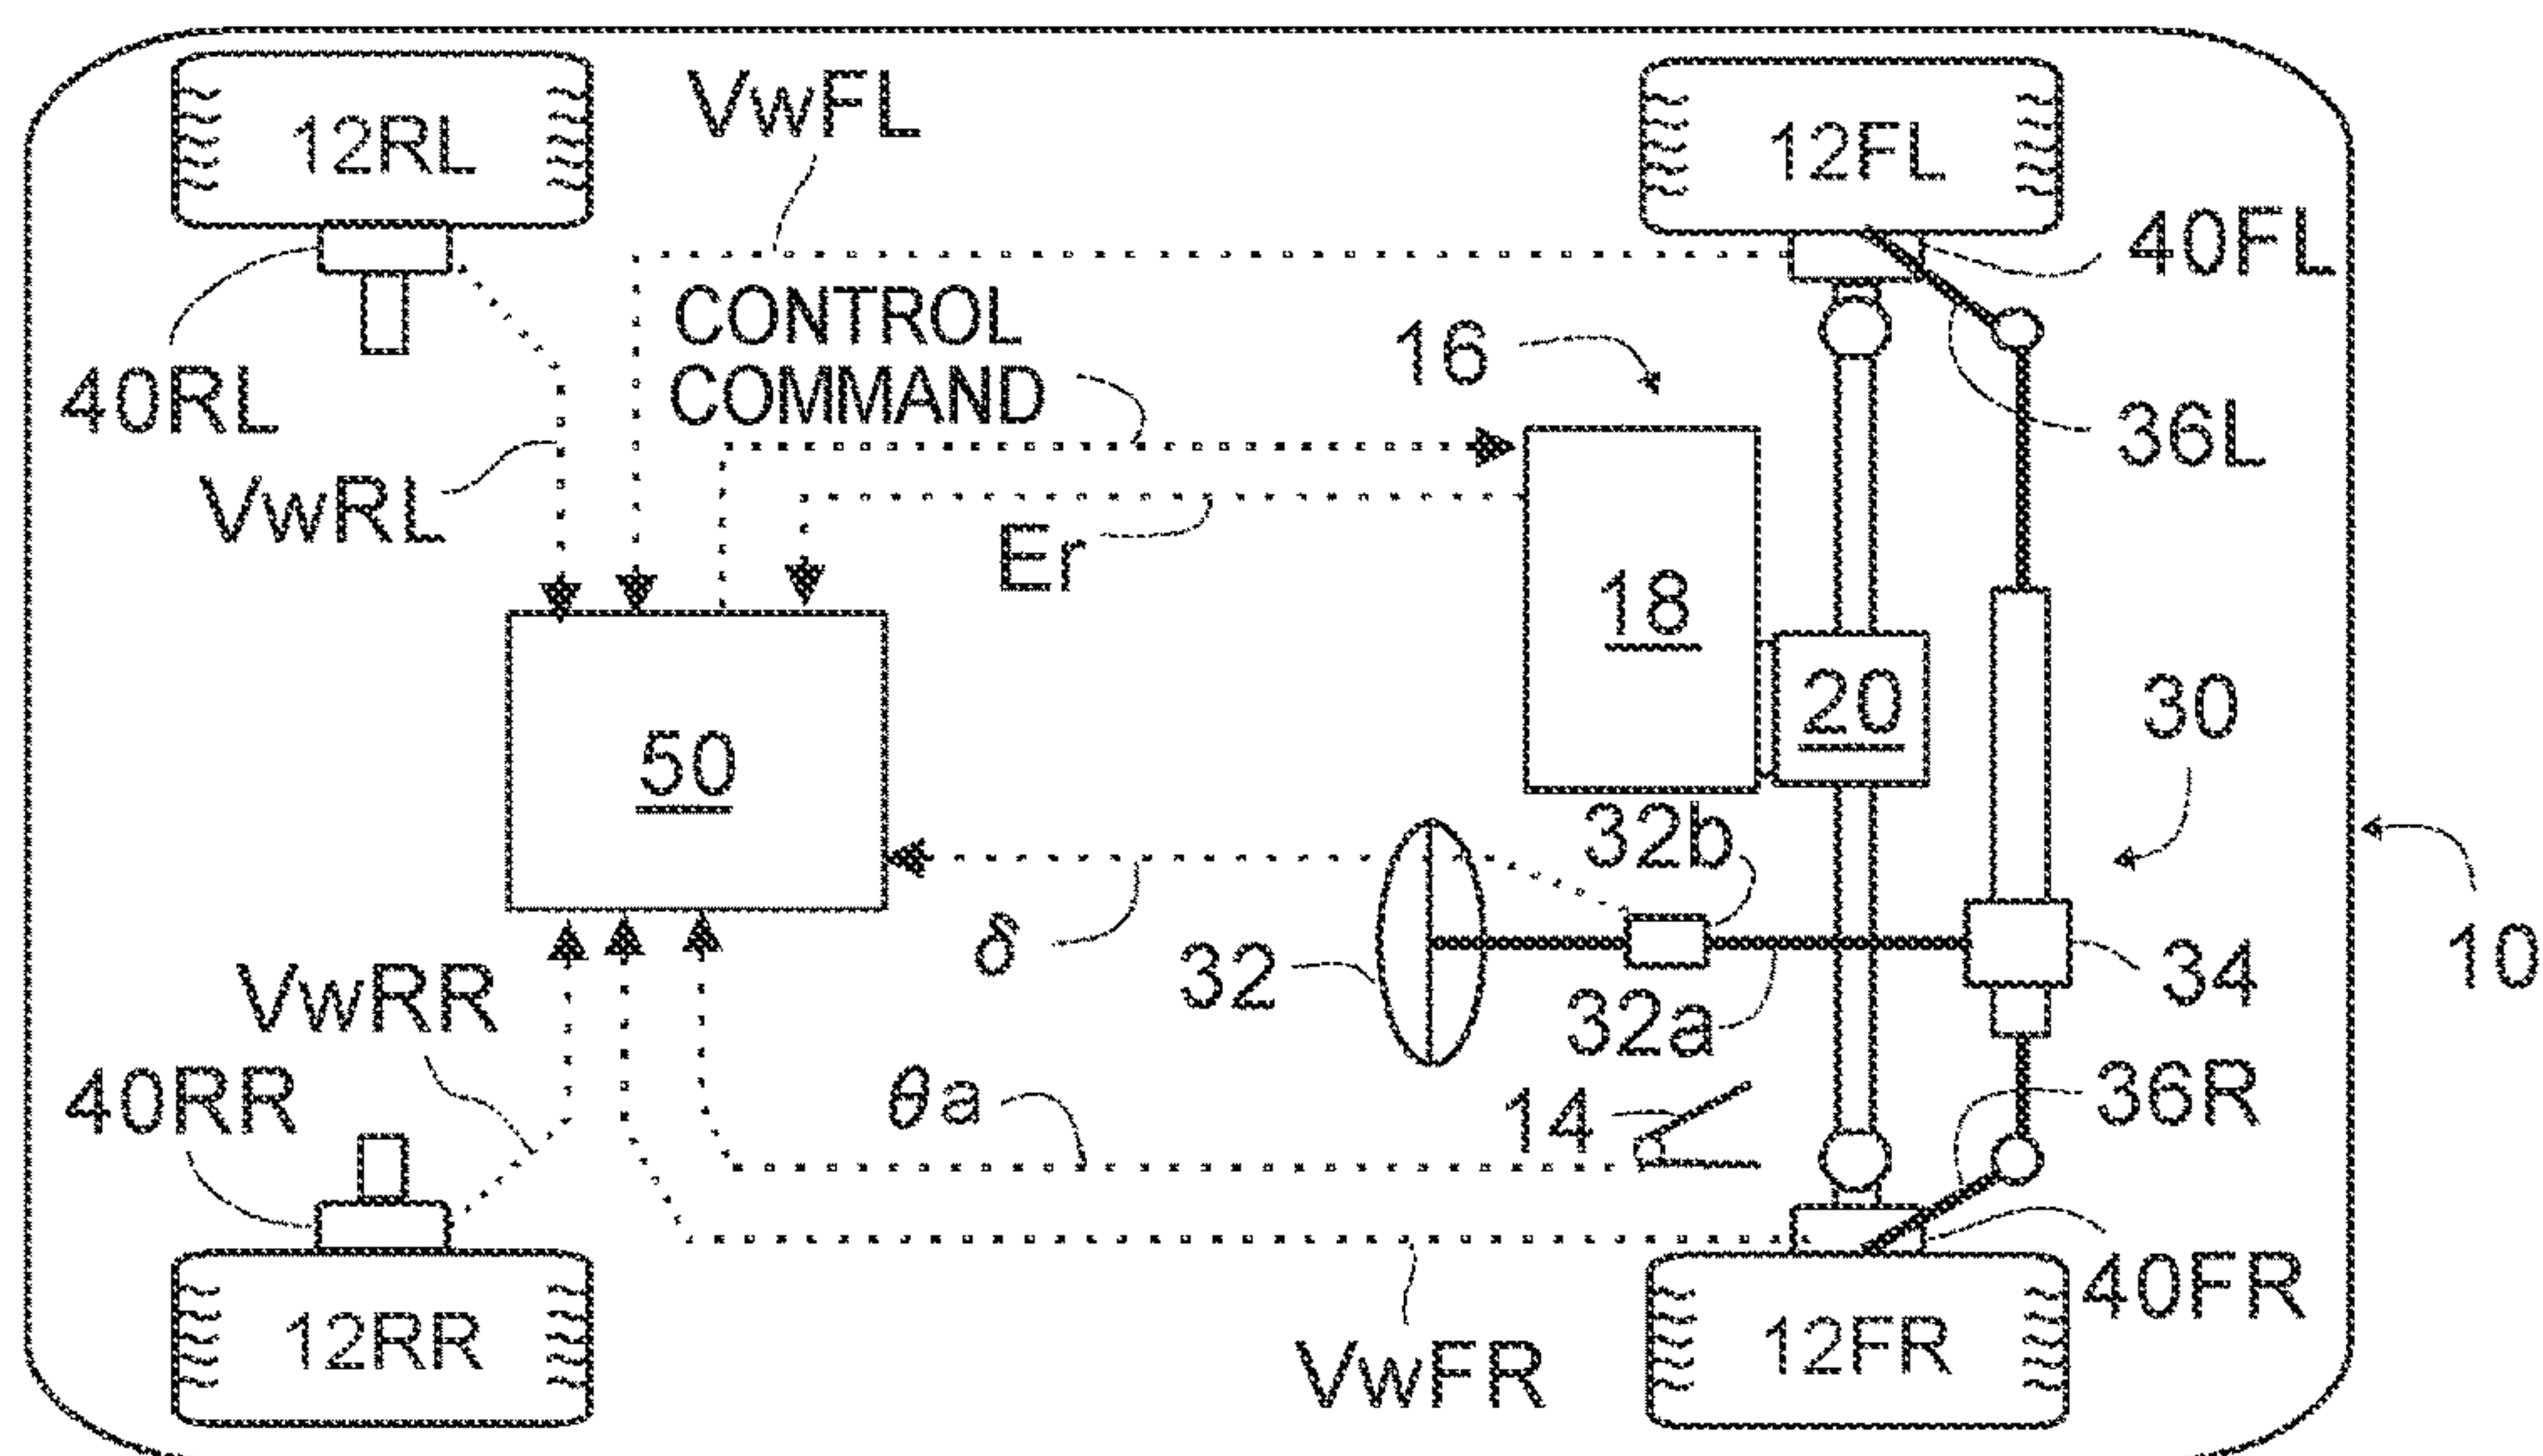 12RL
VwFL
12FL
40FL
CONTROL
COMMAND
16
40RL
36L
VwRL
Er
18
20
30
50
32b
δ
32
10
34
VwRR
32a
40RR
θa
14
36R
40FR
12RR
VwFR
12FR